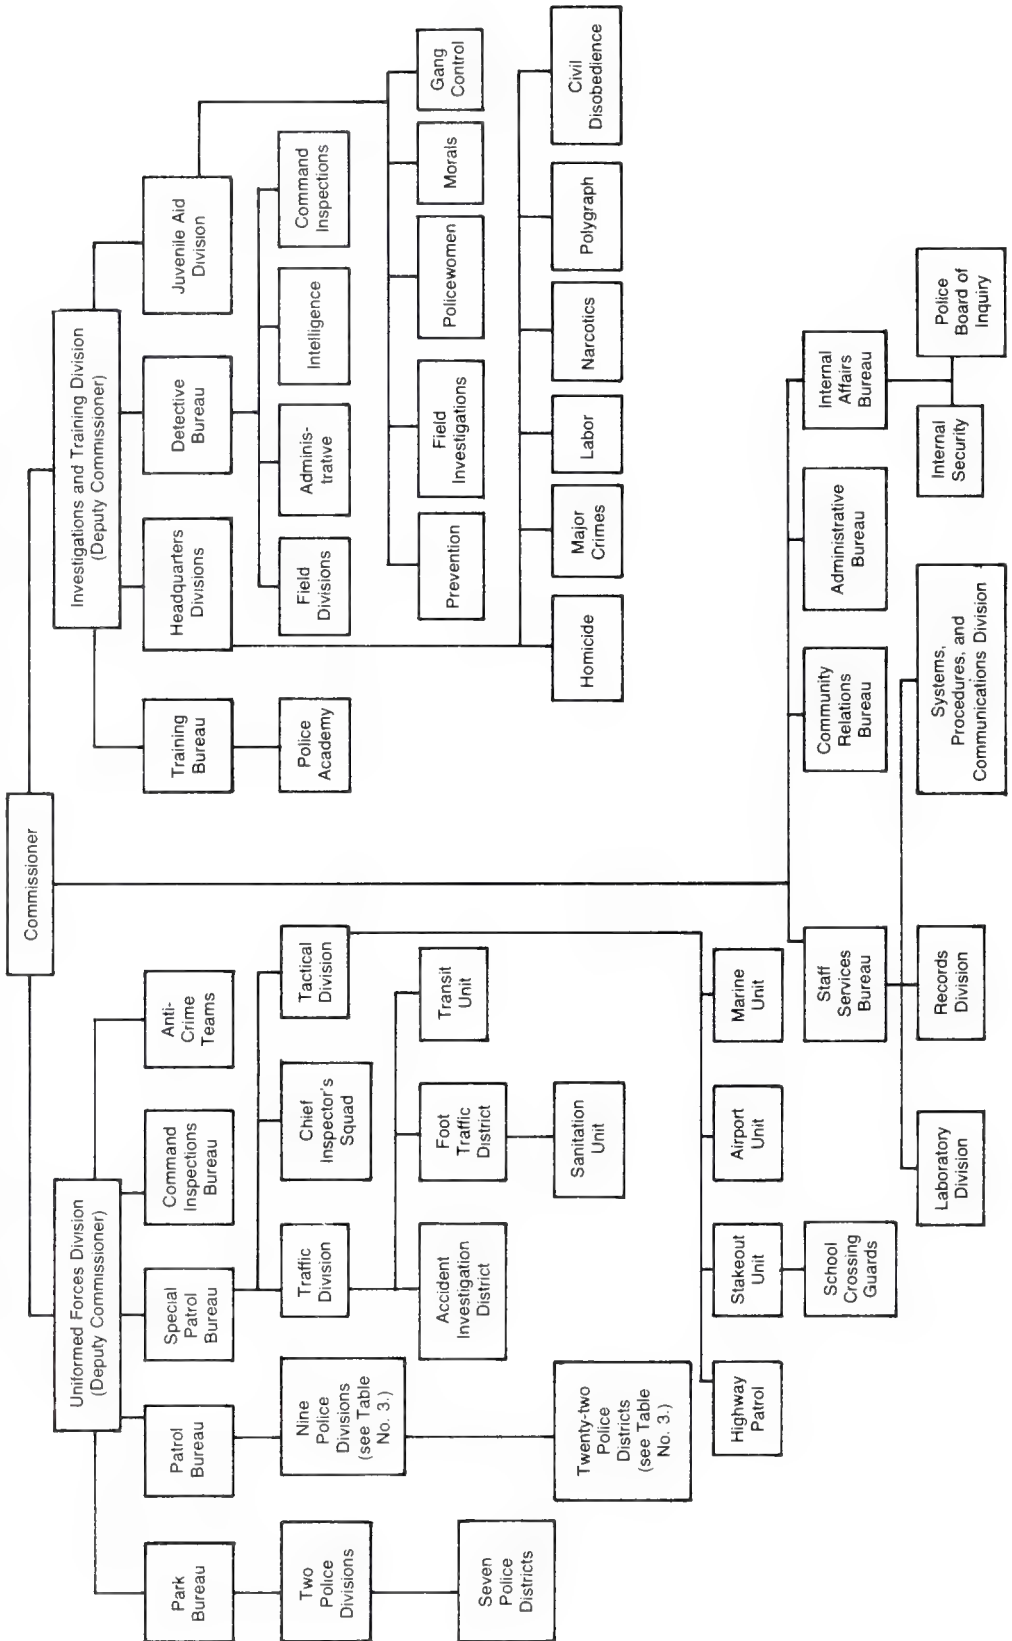 Commissioner
Uniformed Forces Division
(Deputy Commissioner)
Investigations and Training Division
(Deputy Commissioner)
Park
Bureau
Patrol
Bureau
Special
Patrol
Bureau
Command
Inspections
Bureau
Anti-
Crime
Teams
Training
Bureau
Headquarters
Divisions
Detective
Bureau
Juvenile Aid
Division
Two
Police
Divisions
Nine
Police
Divisions
(see Table
No. 3.)
Traffic
Division
Chief
Inspector's
Squad
Tactical
Division
Police
Academy
Field
Divisions
Adminis-
trative
Intelligence
Command
Inspections
Seven
Police
Districts
Accident
Investigation
District
Foot
Traffic
District
Transit
Unit
Prevention
Field
Investigations
Policewomen
Morals
Gang
Control
Twenty-two
Police
Districts
(see Table
No. 3.)
Sanitation
Unit
Homicide
Major
Crimes
Labor
Narcotics
Polygraph
Civil
Disobedience
Highway
Patrol
Stakeout
Unit
Airport
Unit
Marine
Unit
School
Crossing
Guards
Staff
Services
Bureau
Community
Relations
Bureau
Administrative
Bureau
Internal
Affairs
Bureau
Laboratory
Division
Records
Division
Systems,
Procedures, and
Communications Division
Internal
Security
Police
Board of
Inquiry